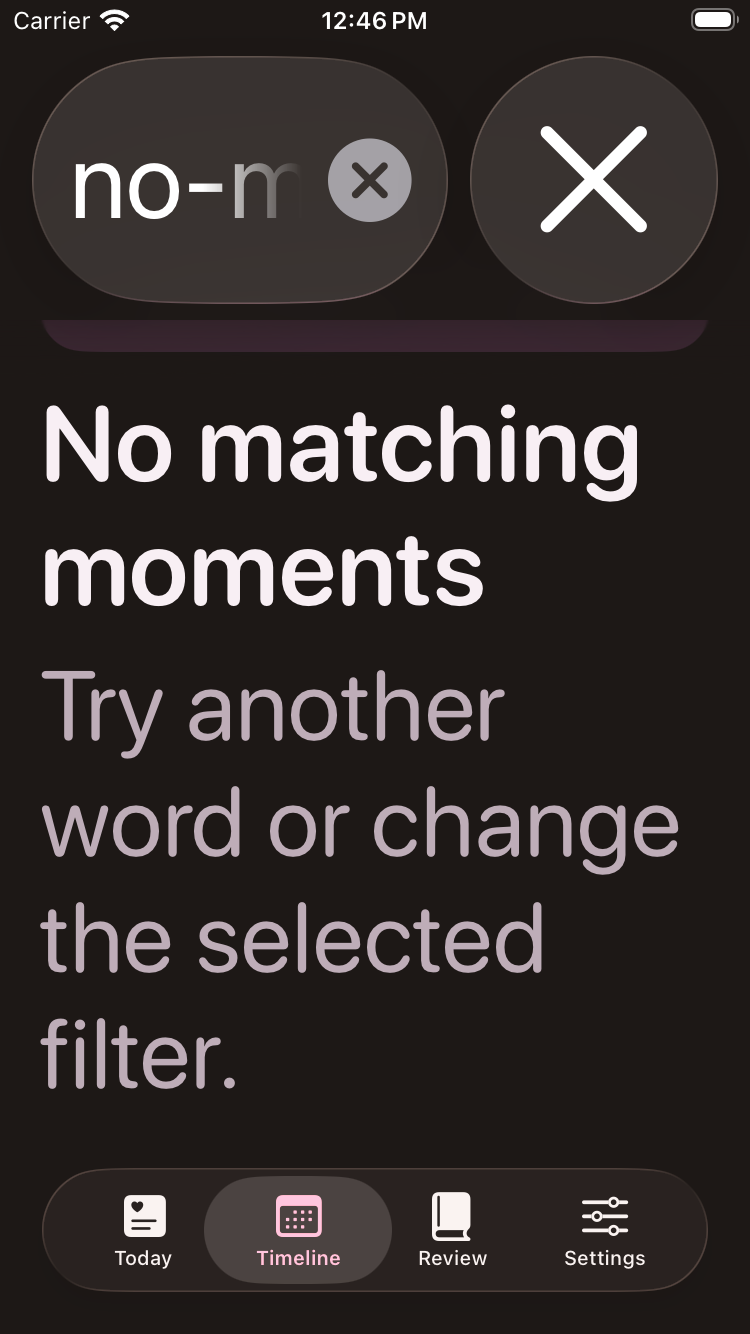 Carrier 12:46 PM
no-m
No matching
moments
Try another
word or change
the selected
filter.
Today Timeline Review Settings